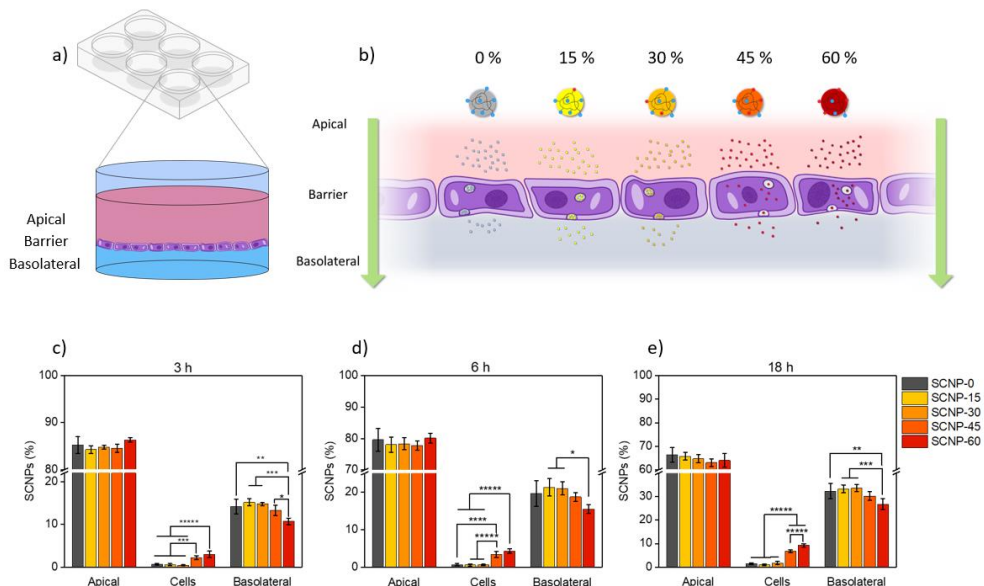 a)
Apical
Barrier
Basolateral
b)
0 % 15 % 30 % 45 % 60 %
Apical
Barrier
Basolateral
c)
3 h
SCNPs (%)
100
90
80
15
10
5
0
** 
***
*
*****
***
Apical Cells Basolateral
d)
6 h
SCNPs (%)
100
90
80
70
20
10
0
*
*****
****
*****
Apical Cells Basolateral
e)
18 h
SCNPs (%)
100
90
80
70
60
30
20
10
0
**
***
*****
*****
Apical Cells Basolateral
SCNP-0
SCNP-15
SCNP-30
SCNP-45
SCNP-60